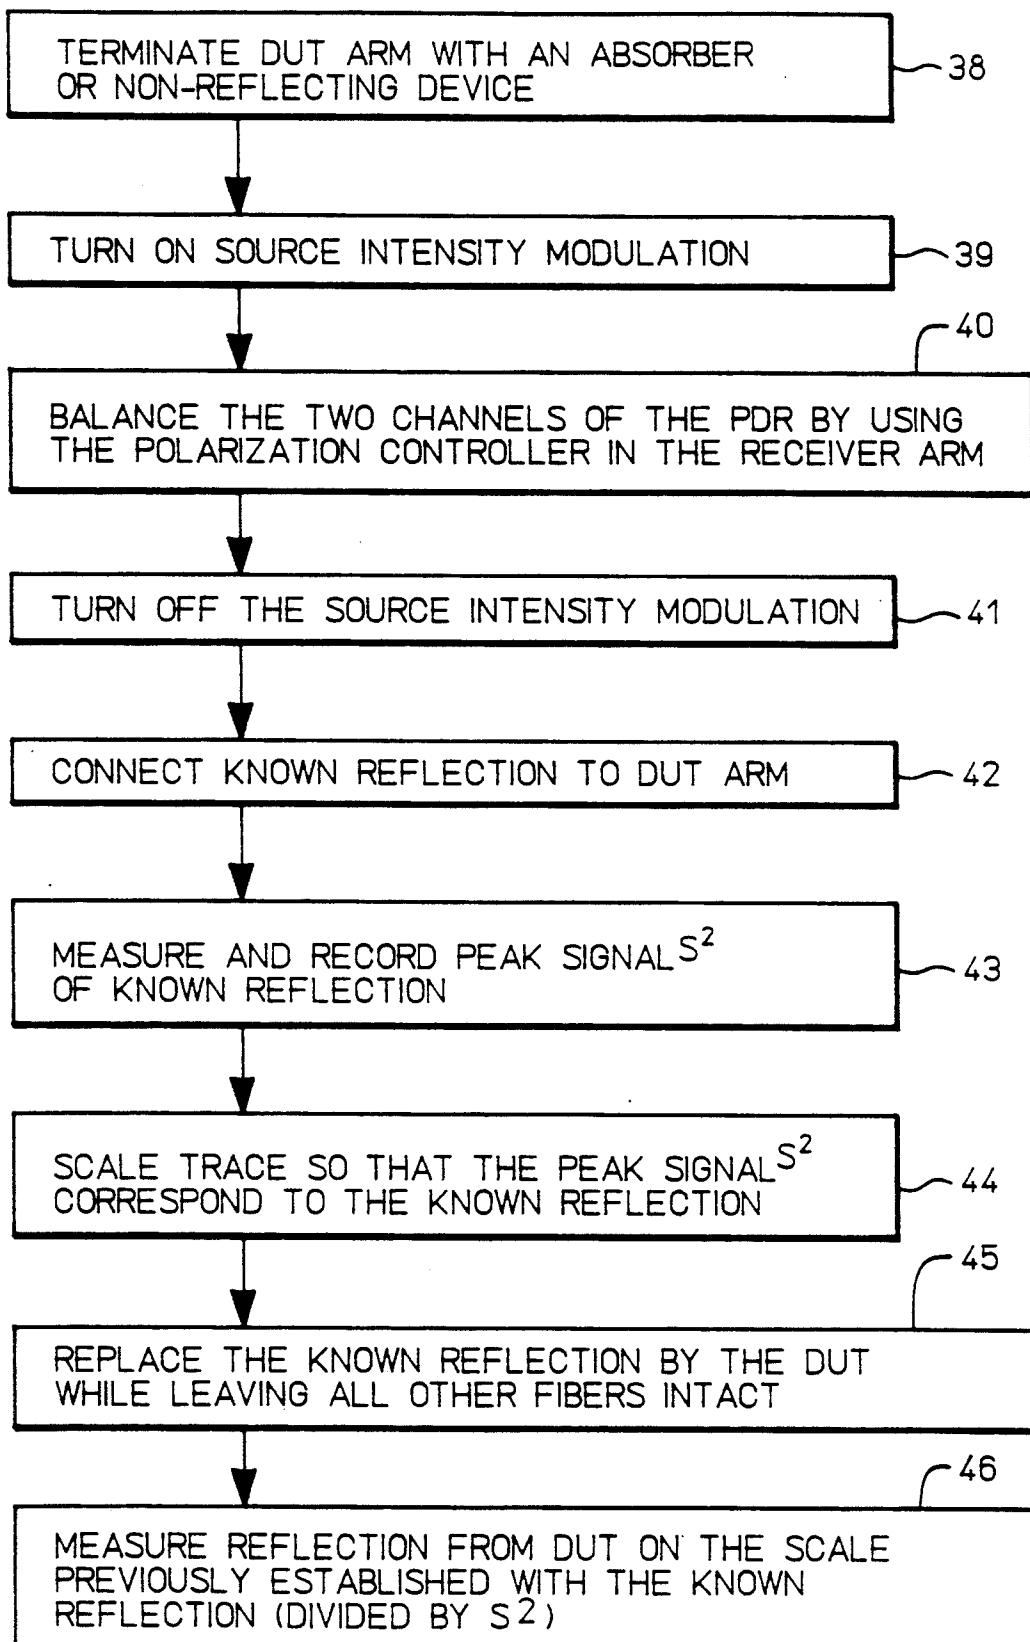 TERMINATE DUT ARM WITH AN ABSORBER
OR NON-REFLECTING DEVICE
38
TURN ON SOURCE INTENSITY MODULATION
39
40
BALANCE THE TWO CHANNELS OF THE PDR BY USING
THE POLARIZATION CONTROLLER IN THE RECEIVER ARM
TURN OFF THE SOURCE INTENSITY MODULATION
41
CONNECT KNOWN REFLECTION TO DUT ARM
42
MEASURE AND RECORD PEAK SIGNAL S²
OF KNOWN REFLECTION
43
SCALE TRACE SO THAT THE PEAK SIGNAL S²
CORRESPOND TO THE KNOWN REFLECTION
44
45
REPLACE THE KNOWN REFLECTION BY THE DUT
WHILE LEAVING ALL OTHER FIBERS INTACT
46
MEASURE REFLECTION FROM DUT ON THE SCALE
PREVIOUSLY ESTABLISHED WITH THE KNOWN
REFLECTION (DIVIDED BY S²)